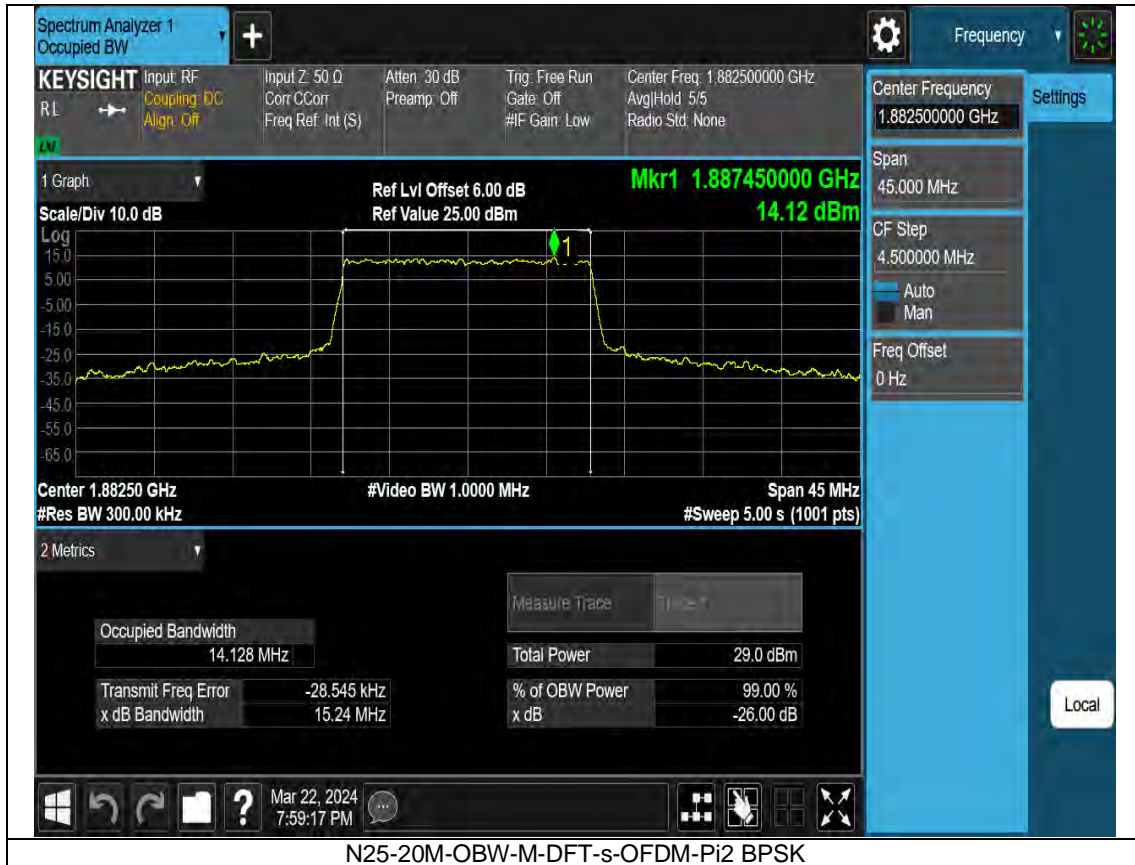 Spectrum Analyzer 1
Occupied BW
Frequency
KEYSIGHT
RL
Input: RF
Coupling: DC
Align: Off
Input Z: 50 Ω
Corr CCorr
Freq Ref: Int (S)
Atten: 30 dB
Preamp: Off
Trig: Free Run
Gate: Off
#IF Gain: Low
Center Freq: 1.882500000 GHz
Avg|Hold: 5/5
Radio Std: None
Center Frequency
1.882500000 GHz
Settings
Span
45.000 MHz
CF Step
4.500000 MHz
Auto
Man
Freq Offset
0 Hz
Local
1 Graph
Scale/Div 10.0 dB
Ref Lvl Offset 6.00 dB
Ref Value 25.00 dBm
Mkr1 1.887450000 GHz
14.12 dBm
Log
15.0
5.00
-5.00
-15.0
-25.0
-35.0
-45.0
-55.0
-65.0
1
Center 1.88250 GHz
#Res BW 300.00 kHz
#Video BW 1.0000 MHz
Span 45 MHz
#Sweep 5.00 s (1001 pts)
2 Metrics
Measure Trace
Occupied Bandwidth
14.128 MHz
Total Power 29.0 dBm
Transmit Freq Error -28.545 kHz
% of OBW Power 99.00 %
x dB Bandwidth 15.24 MHz
x dB -26.00 dB
?
Mar 22, 2024
7:59:17 PM
N25-20M-OBW-M-DFT-s-OFDM-Pi2 BPSK